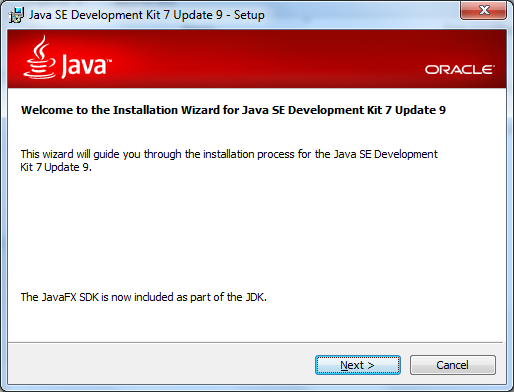 Java SE Development Kit 7 Update 9 - Setup
Java™
ORACLE
Welcome to the Installation Wizard for Java SE Development Kit 7 Update 9
This wizard will guide you through the installation process for the Java SE Development
Kit 7 Update 9.
The JavaFX SDK is now included as part of the JDK.
Next >
Cancel